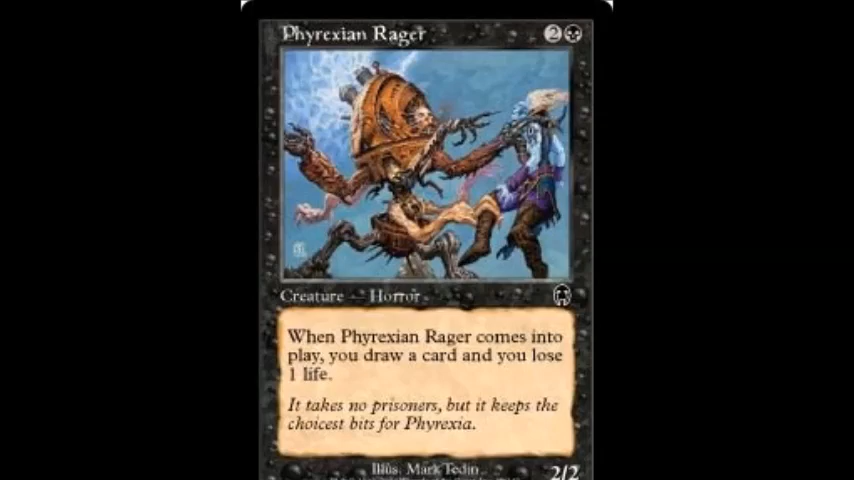 Phyrexian Rager 2
Creature — Horror
When Phyrexian Rager comes into
play, you draw a card and you lose
1 life.
It takes no prisoners, but it keeps the
choicest bits for Phyrexia.
Illus. Mark Tedin
2/2